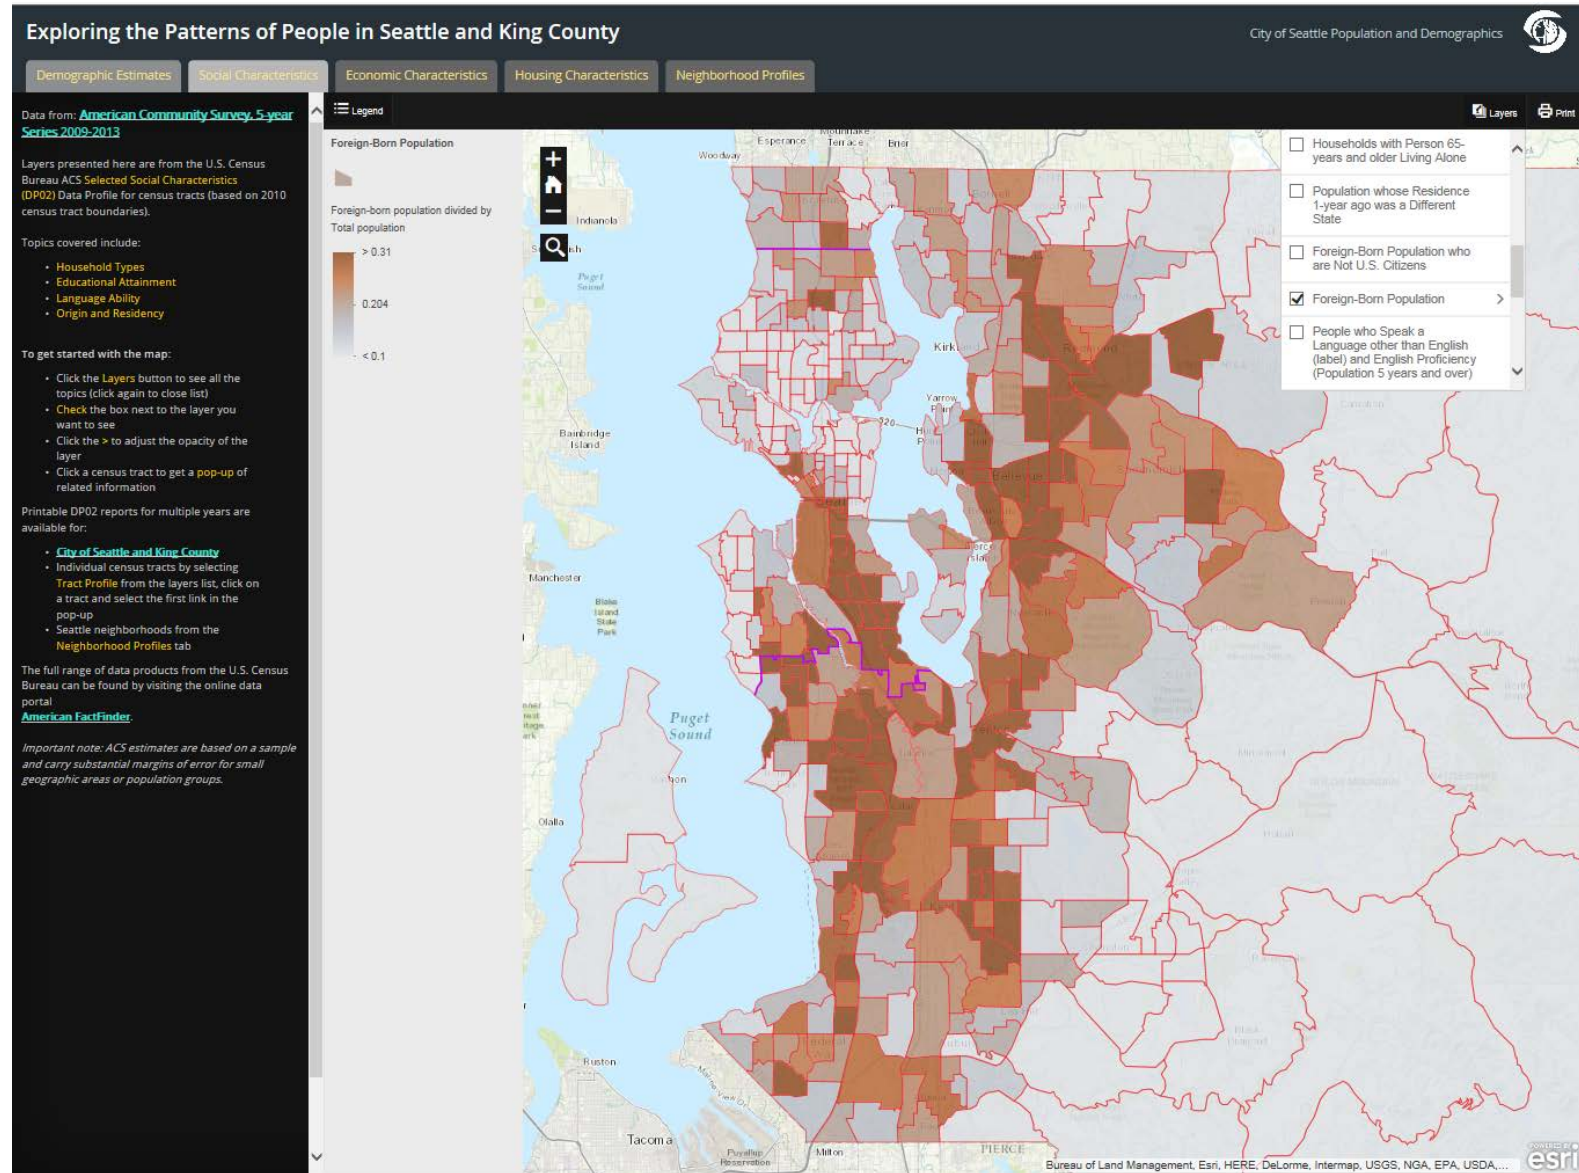 Exploring the Patterns of People in Seattle and King County
City of Seattle Population and Demographics
Demographic Estimates
Social Characteristics
Economic Characteristics
Housing Characteristics
Neighborhood Profiles
Data from: American Community Survey, 5-year
Series 2009-2013
Layers presented here are from the U.S. Census
Bureau ACS Selected Social Characteristics
(DP02) Data Profile for census tracts (based on 2010
census tract boundaries).
Topics covered include:
• Household Types
• Educational Attainment
• Language Ability
• Origin and Residency
To get started with the map:
• Click the Layers button to see all the
topics (click again to close list)
• Check the box next to the layer you
want to see
• Click the > to adjust the opacity of the
layer
• Click a census tract to get a pop-up of
related information
Printable DP02 reports for multiple years are
available for:
• City of Seattle and King County
• Individual census tracts by selecting
Tract Profile from the layers list, click on
a tract and select the first link in the
pop-up
• Seattle neighborhoods from the
Neighborhood Profiles tab
The full range of data products from the U.S. Census
Bureau can be found by visiting the online data
portal
American FactFinder.
Important note: ACS estimates are based on a sample
and carry substantial margins of error for small
geographic areas or population groups.
Legend
Layers
Print
Foreign-Born Population
Foreign-born population divided by
Total population
> 0.31
0.204
< 0.1
Households with Person 65-
years and older Living Alone
Population whose Residence
1-year ago was a Different
State
Foreign-Born Population who
are Not U.S. Citizens
Foreign-Born Population >
People who Speak a
Language other than English
(label) and English Proficiency
(Population 5 years and over)
Woodway
Esperance
Terrace
Brier
Indianola
Puget
Sound
Kirk
Redmond
Yarrow
520
Bainbridge
Island
Bellevue
Manchester
Blake
Island
State
Park
Puget
Sound
Olalla
Federal
Ruston
Tacoma
Puyallup
Reservation
Milton
PIERCE
Bureau of Land Management, Esri, HERE, DeLorme, Intermap, USGS, NGA, EPA, USDA,...
POWERED BY
esri